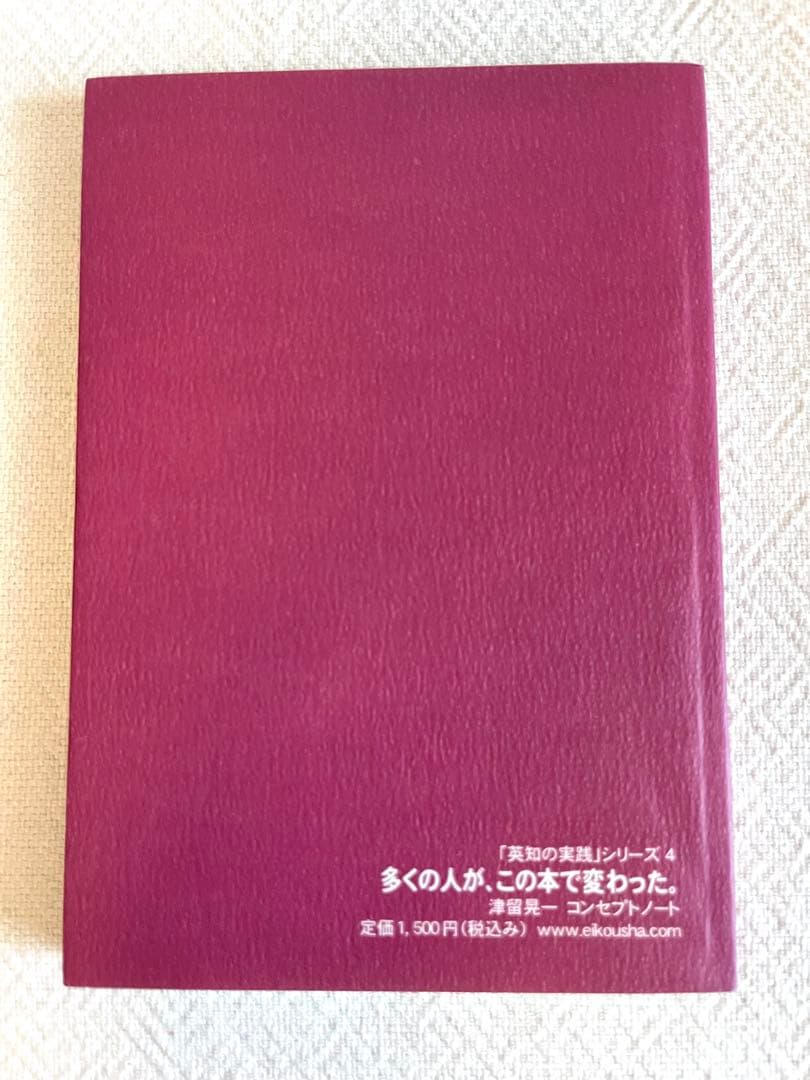 「英知の実践」シリーズ 4
多くの人が、この本で変わった。
津留晃一 コンセプトノート
定価1,500円(税込み) www.eikousha.com